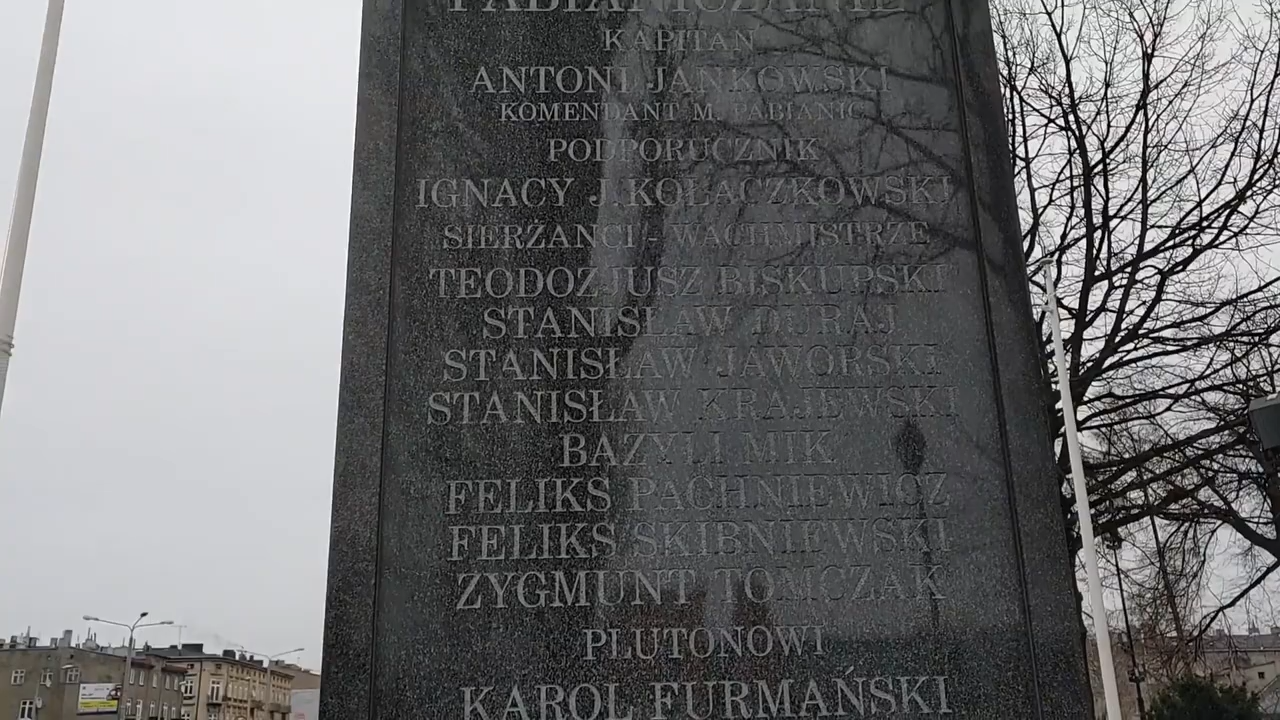 PABIANICZANIE
KAPITAN
ANTONI JANKOWSKI
KOMENDANT M. PABIANIC
PODPORUCZNIK
IGNACY J. KOŁACZKOWSKI
SIERŻANCI - WACHMISTRZE
TEODOZJUSZ BISKUPSKI
STANISŁAW DURAJ
STANISŁAW JAWORSKI
STANISŁAW KRAJEWSKI
BAZYLI MIK
FELIKS PACHNIEWICZ
FELIKS SKIBNIEWSKI
ZYGMUNT TOMCZAK
PLUTONOWI
KAROL FURMAŃSKI